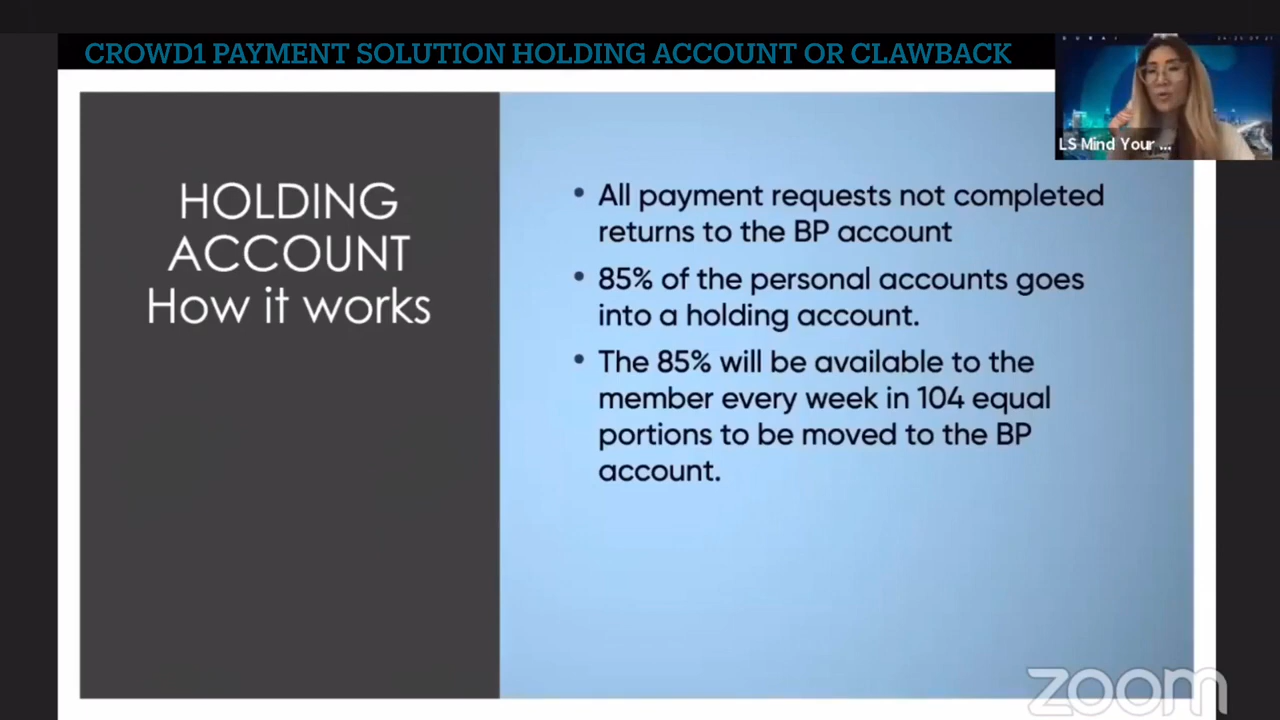 CROWD1 PAYMENT SOLUTION HOLDING ACCOUNT OR CLAWBACK
LS Mind Your ...
HOLDING
ACCOUNT
How it works
• All payment requests not completed
returns to the BP account
• 85% of the personal accounts goes
into a holding account.
• The 85% will be available to the
member every week in 104 equal
portions to be moved to the BP
account.
zoom